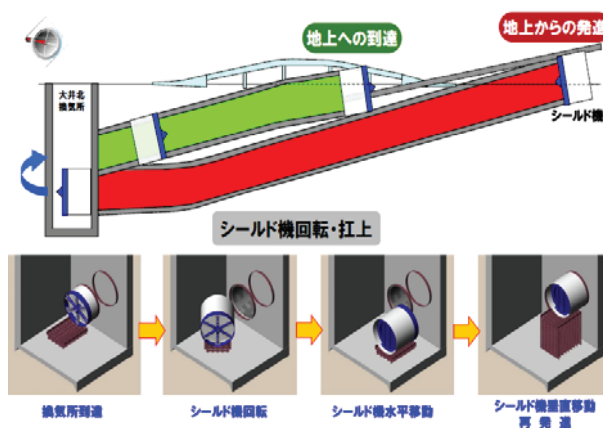 地上への到達
地上からの発進
大井北
換気所
シールド機
シールド機回転・扛上
換気所到達
シールド機回転
シールド機水平移動
シールド機垂直移動
再発進